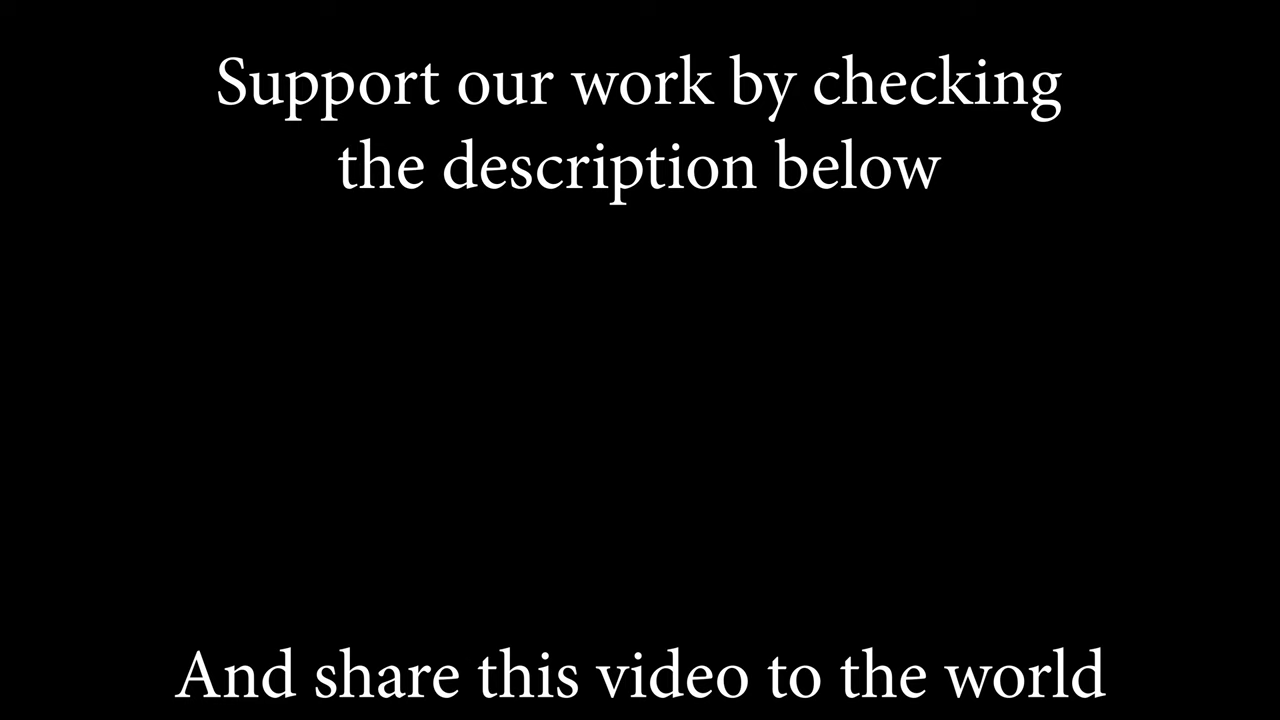 Support our work by checking
the description below
And share this video to the world